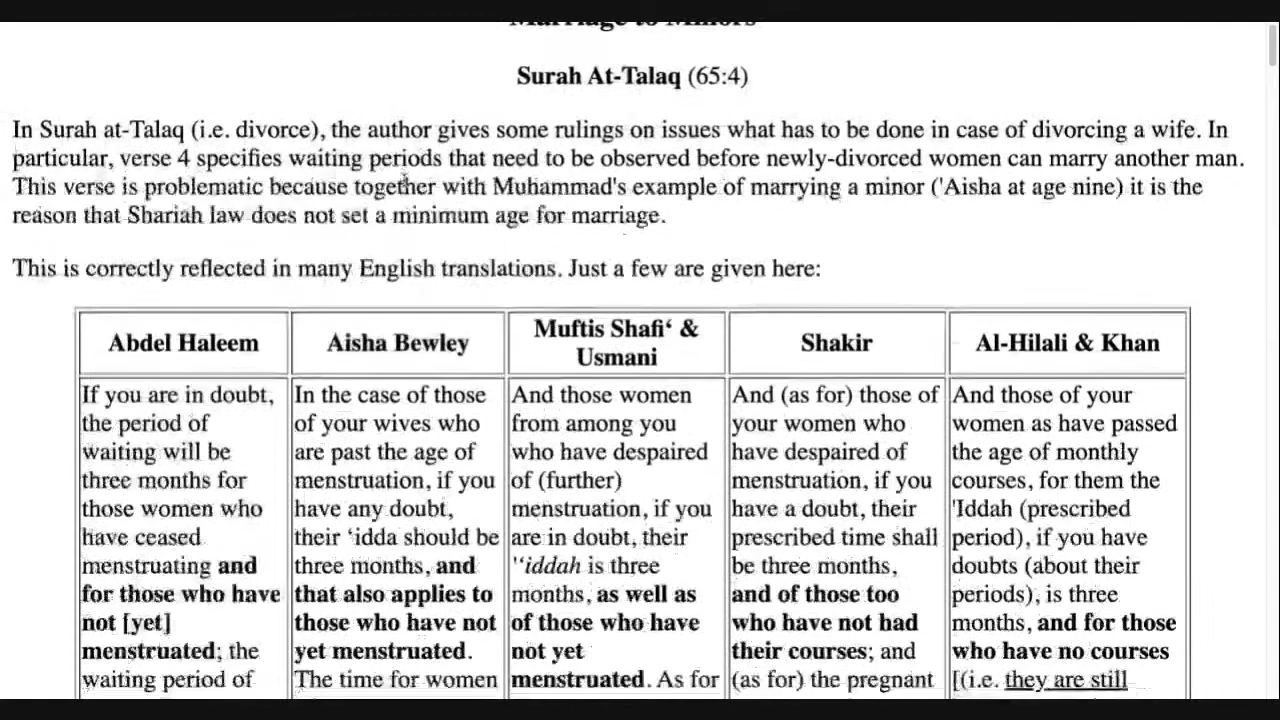 Marriage to Minors
Surah At-Talaq (65:4)
In Surah at-Talaq (i.e. divorce), the author gives some rulings on issues what has to be done in case of divorcing a wife. In
particular, verse 4 specifies waiting periods that need to be observed before newly-divorced women can marry another man.
This verse is problematic because together with Muhammad's example of marrying a minor ('Aisha at age nine) it is the
reason that Shariah law does not set a minimum age for marriage.
This is correctly reflected in many English translations. Just a few are given here:
Abdel Haleem
If you are in doubt,
the period of
waiting will be
three months for
those women who
have ceased
menstruating and
for those who have
not [yet]
menstruated; the
waiting period of
Aisha Bewley
In the case of those
of your wives who
are past the age of
menstruation, if you
have any doubt,
their ‘idda should be
three months, and
that also applies to
those who have not
yet menstruated.
The time for women
Muftis Shafi‘ &
Usmani
And those women
from among you
who have despaired
of (further)
menstruation, if you
are in doubt, their
‘‘iddah is three
months, as well as
of those who have
not yet
menstruated. As for
Shakir
And (as for) those of
your women who
have despaired of
menstruation, if you
have a doubt, their
prescribed time shall
be three months,
and of those too
who have not had
their courses; and
(as for) the pregnant
Al-Hilali & Khan
And those of your
women as have passed
the age of monthly
courses, for them the
'Iddah (prescribed
period), if you have
doubts (about their
periods), is three
months, and for those
who have no courses
[(i.e. they are still